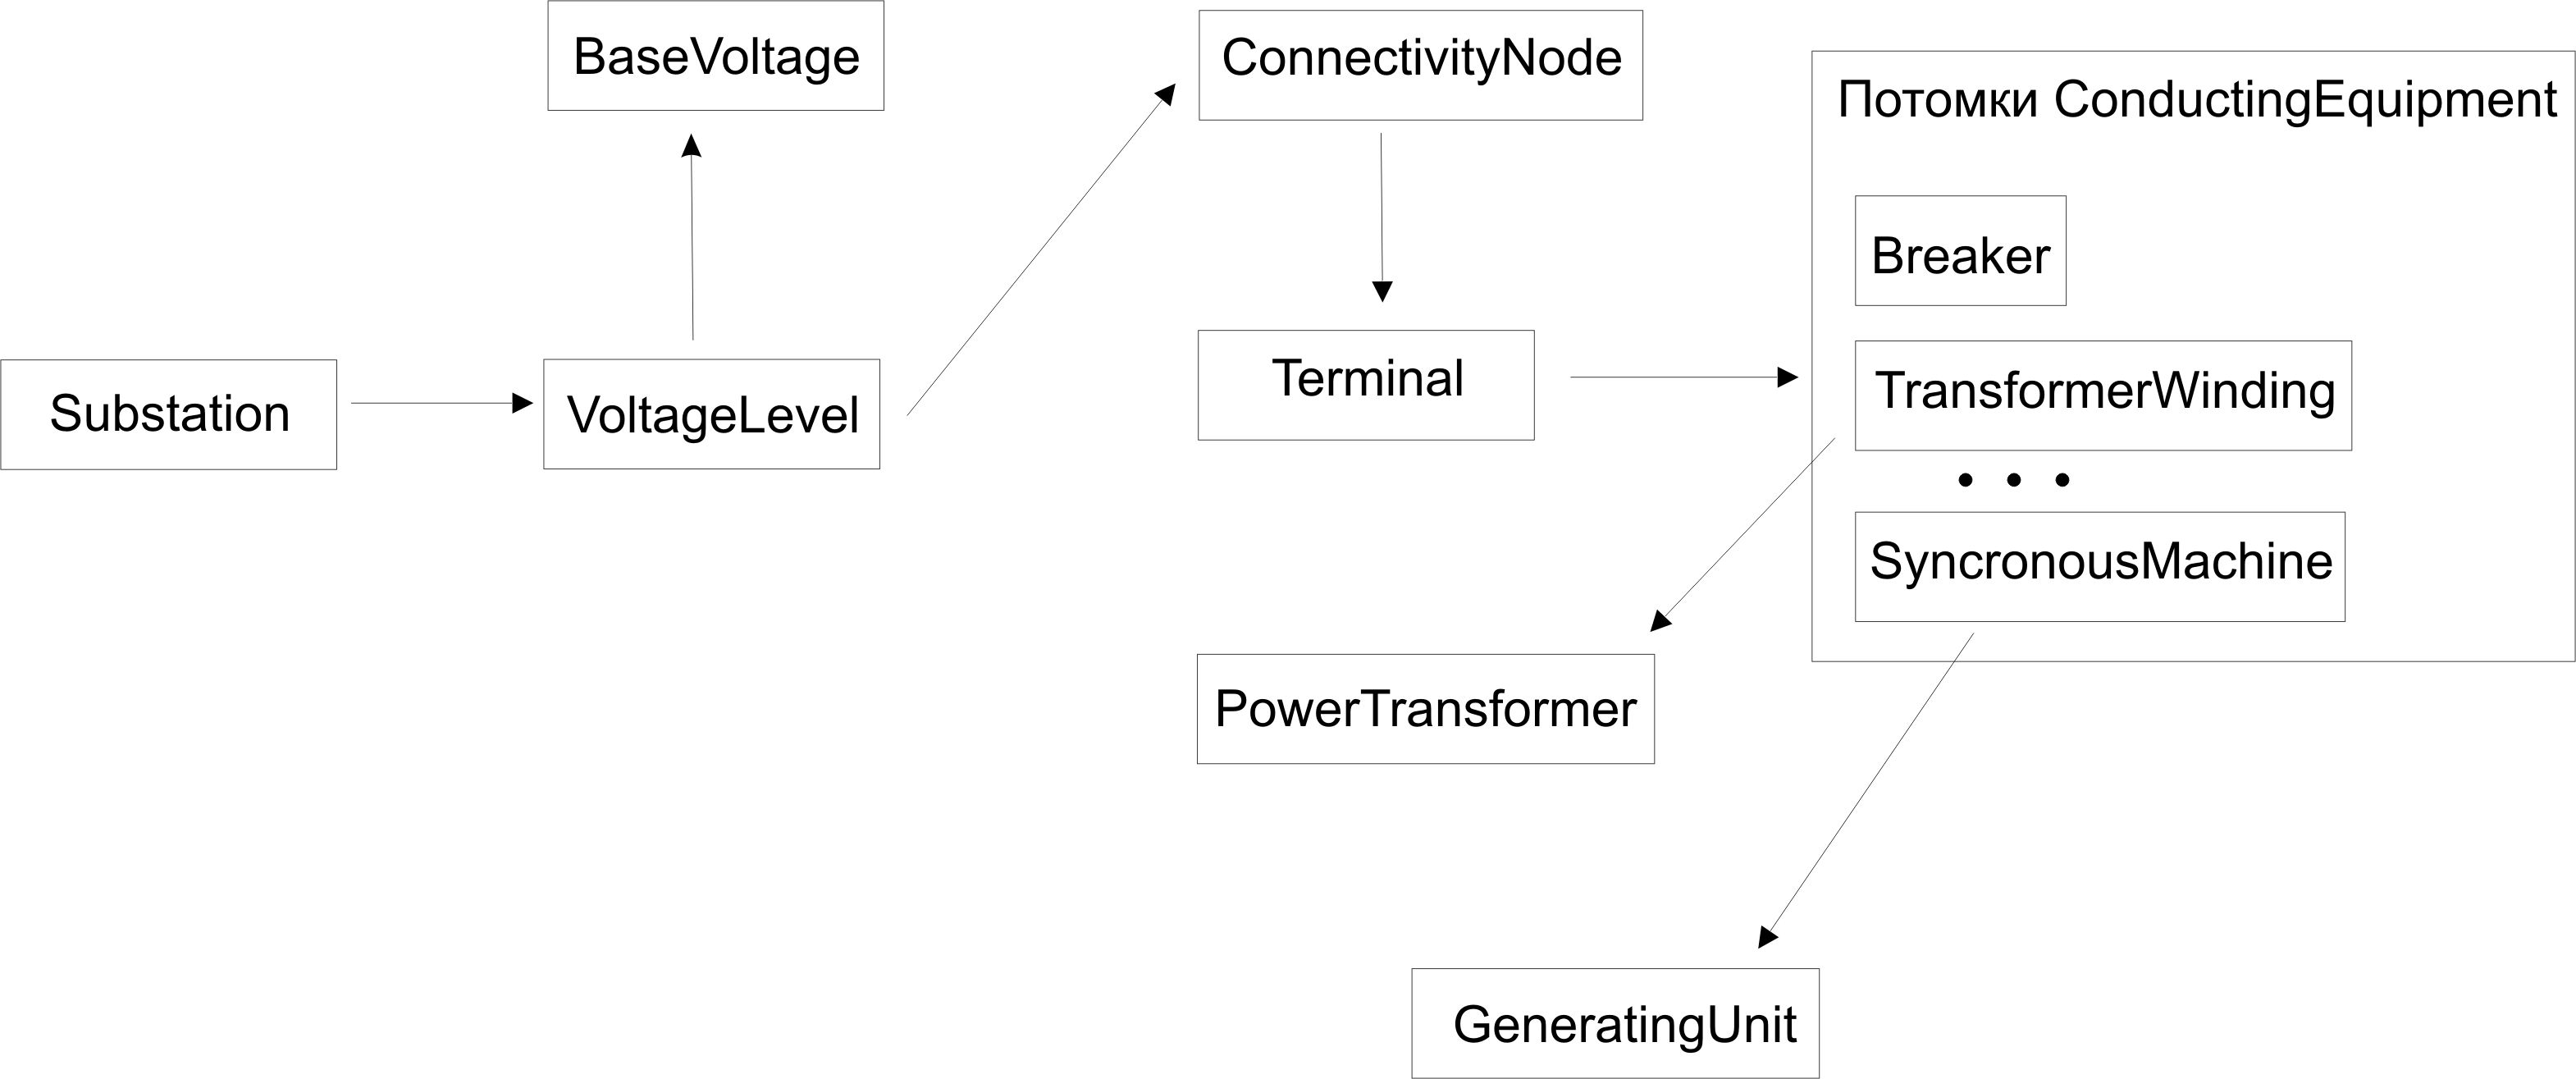 BaseVoltage
ConnectivityNode
Потомки ConductingEquipment
Breaker
Substation
VoltageLevel
Terminal
TransformerWinding
SyncronousMachine
PowerTransformer
GeneratingUnit